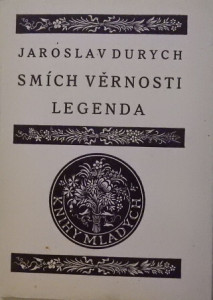 JAROSLAV DURYCH
SMÍCH VĚRNOSTI
LEGENDA
KNIHY MLADÝCH